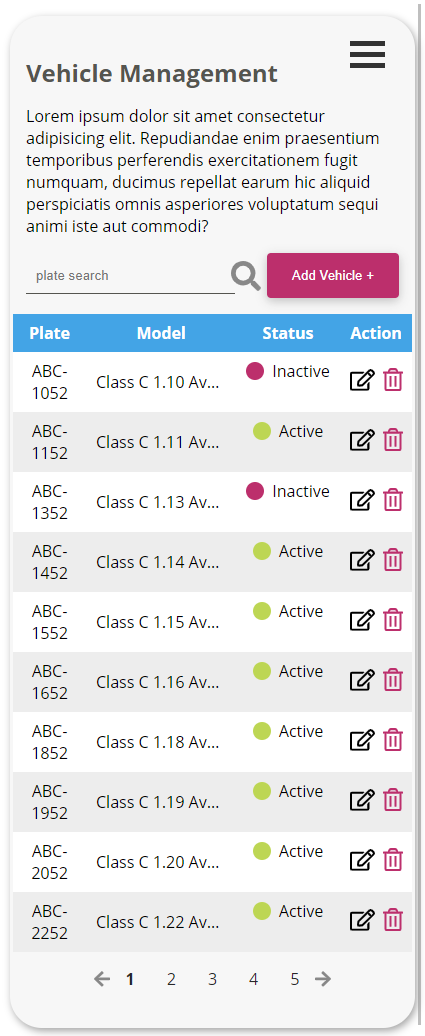 Vehicle Management
Lorem ipsum dolor sit amet consectetur
adipisicing elit. Repudiandae enim praesentium
temporibus perferendis exercitationem fugit
numquam, ducimus repellat earum hic aliquid
perspiciatis omnis asperiores voluptatum sequi
animi iste aut commodi?
plate search
Add Vehicle +
Plate Model Status Action
ABC-
1052
Class C 1.10 Av...
Inactive
ABC-
1152
Class C 1.11 Av...
Active
ABC-
1352
Class C 1.13 Av...
Inactive
ABC-
1452
Class C 1.14 Av...
Active
ABC-
1552
Class C 1.15 Av...
Active
ABC-
1652
Class C 1.16 Av...
Active
ABC-
1852
Class C 1.18 Av...
Active
ABC-
1952
Class C 1.19 Av...
Active
ABC-
2052
Class C 1.20 Av...
Active
ABC-
2252
Class C 1.22 Av...
Active
1 2 3 4 5